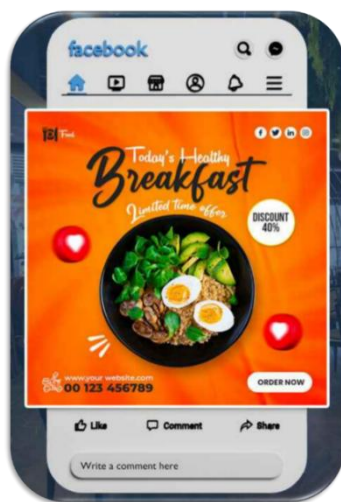 facebook
Today's Healthy
Breakfast
Limited time offer
DISCOUNT
40%
www.your website.com
00 123 456789
ORDER NOW
Like Comment Share
Write a comment here